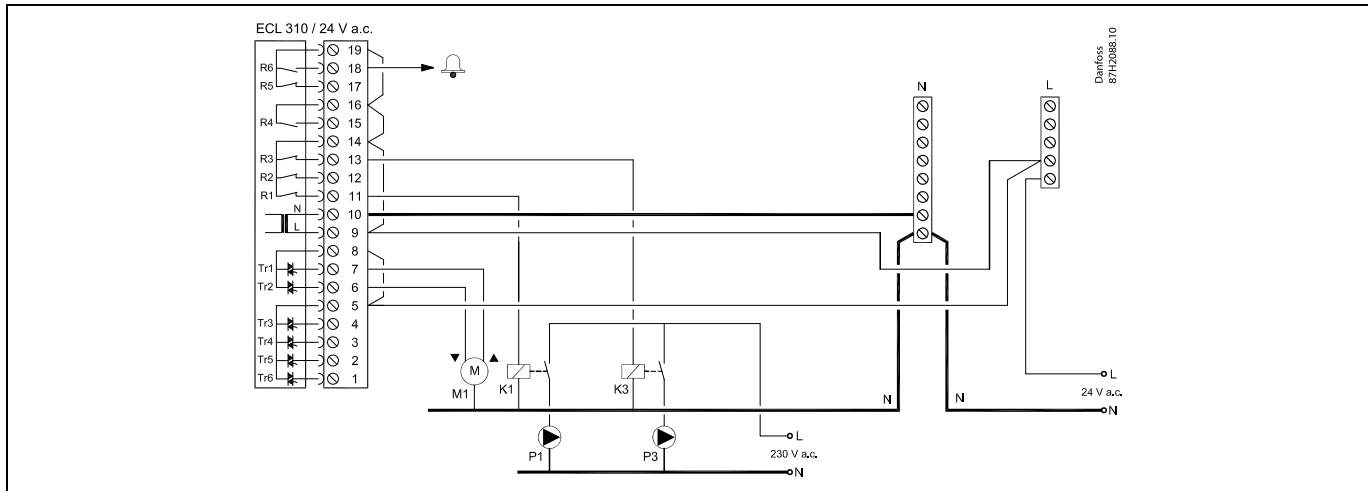 ECL 310 / 24 V a.c.
Danfoss
87H2088.10
19
R6 18
R5 17
16
R4 15
14
R3 13
R2 12
R1 11
N 10
L 9
8
Tr1 7
Tr2 6
5
Tr3 4
Tr4 3
Tr5 2
Tr6 1
N
L
M
M1
K1
K3
N
N
L
24 V a.c.
N
P1
P3
L
230 V a.c.
N